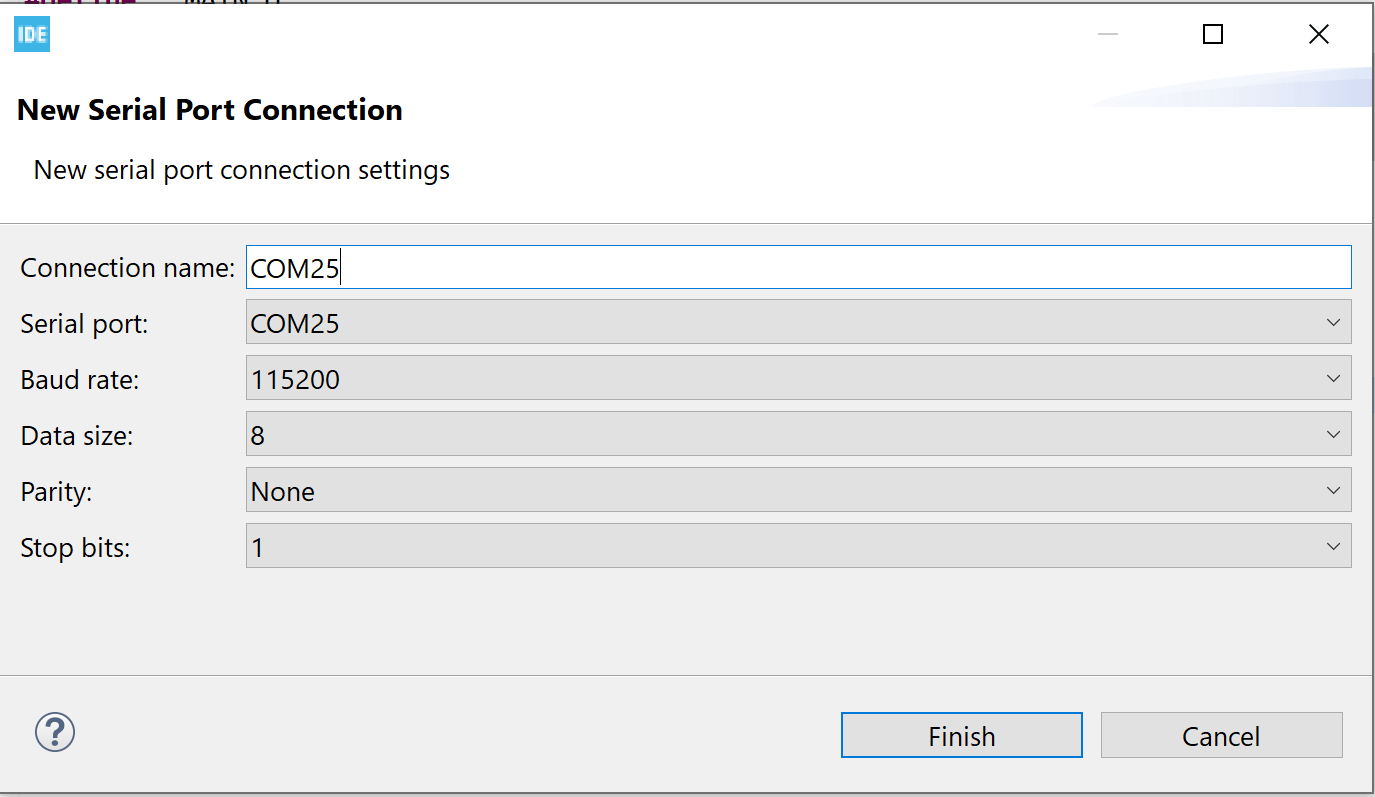 IDE
New Serial Port Connection
New serial port connection settings
Connection name: COM25
Serial port: COM25
Baud rate: 115200
Data size: 8
Parity: None
Stop bits: 1
?
Finish Cancel